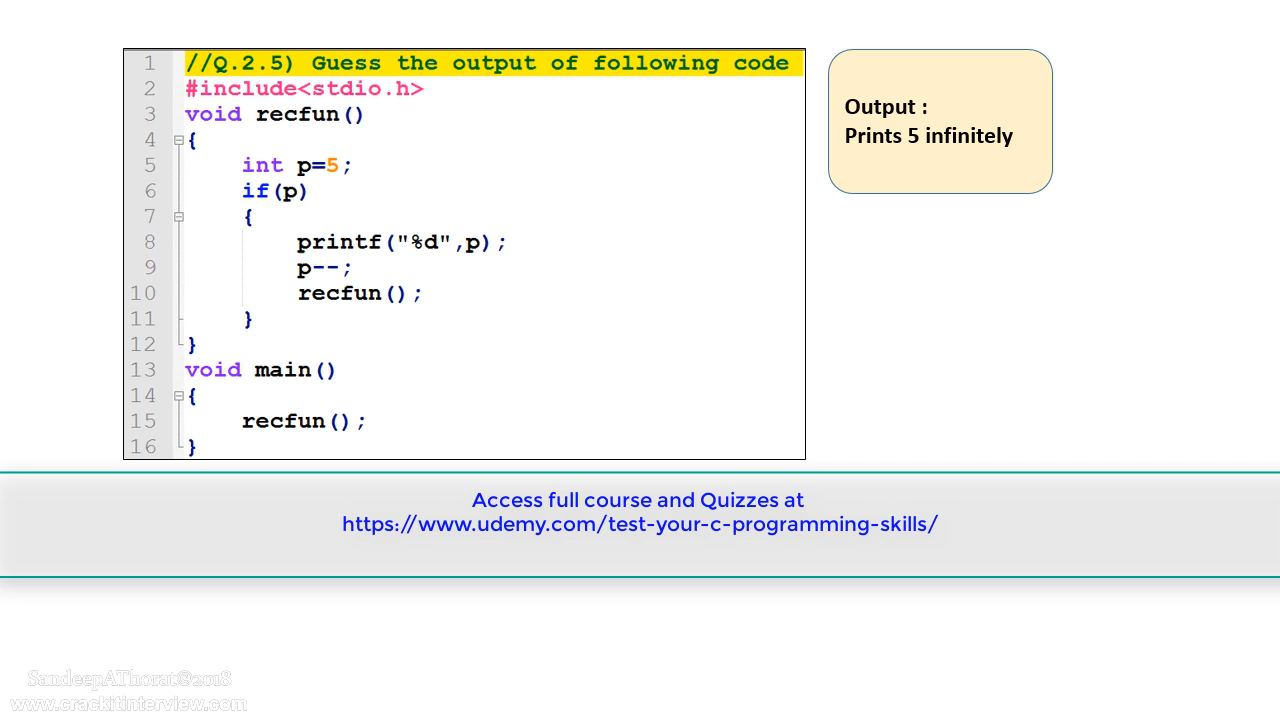 1 //Q.2.5) Guess the output of following code
2 #include<stdio.h>
3 void recfun()
4 {
5 int p=5;
6 if(p)
7 {
8 printf("%d",p);
9 p--;
10 recfun();
11 }
12 }
13 void main()
14 {
15 recfun();
16 }
Output :
Prints 5 infinitely
Access full course and Quizzes at
https://www.udemy.com/test-your-c-programming-skills/
SandeepAThorat©2018
www.crackitinterview.com